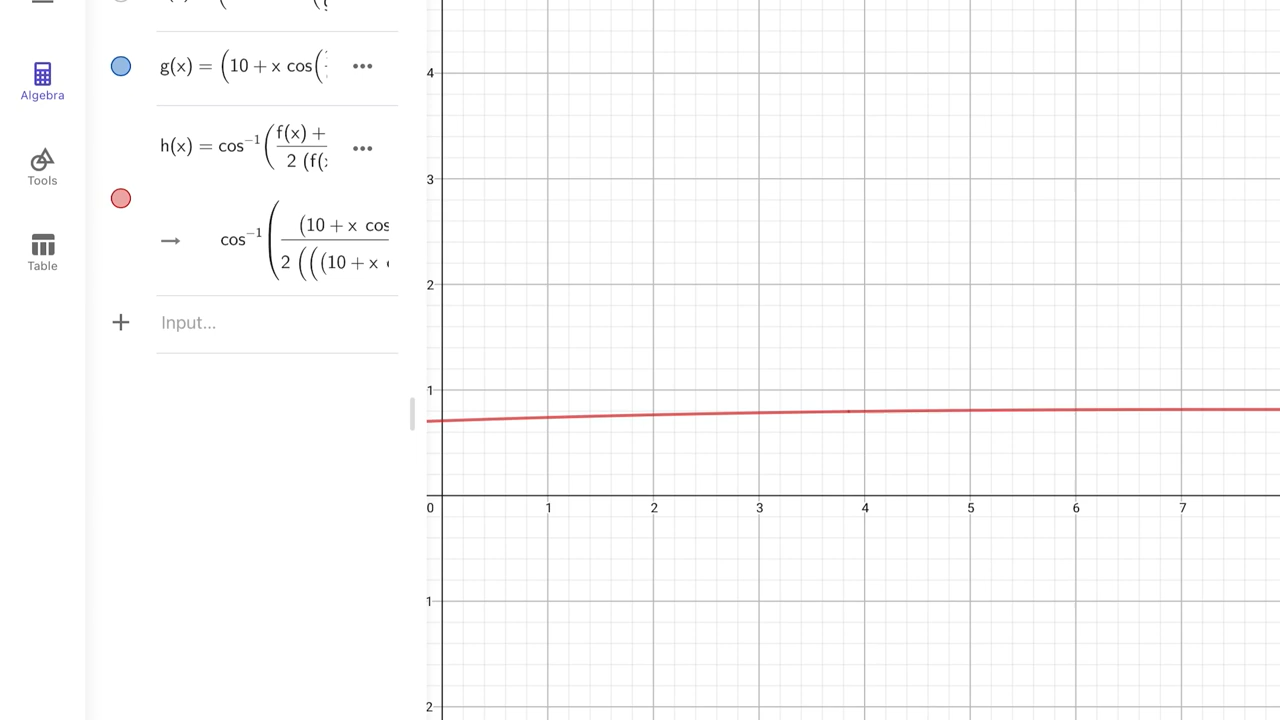 Algebra
Tools
Table
g(x) = (10 + x cos(
h(x) = cos⁻¹(f(x) +
2 (f(
→ cos⁻¹((10 + x cos
2(((10 + x
+ Input...
4
3
2
1
0 1 2 3 4 5 6 7
1
2